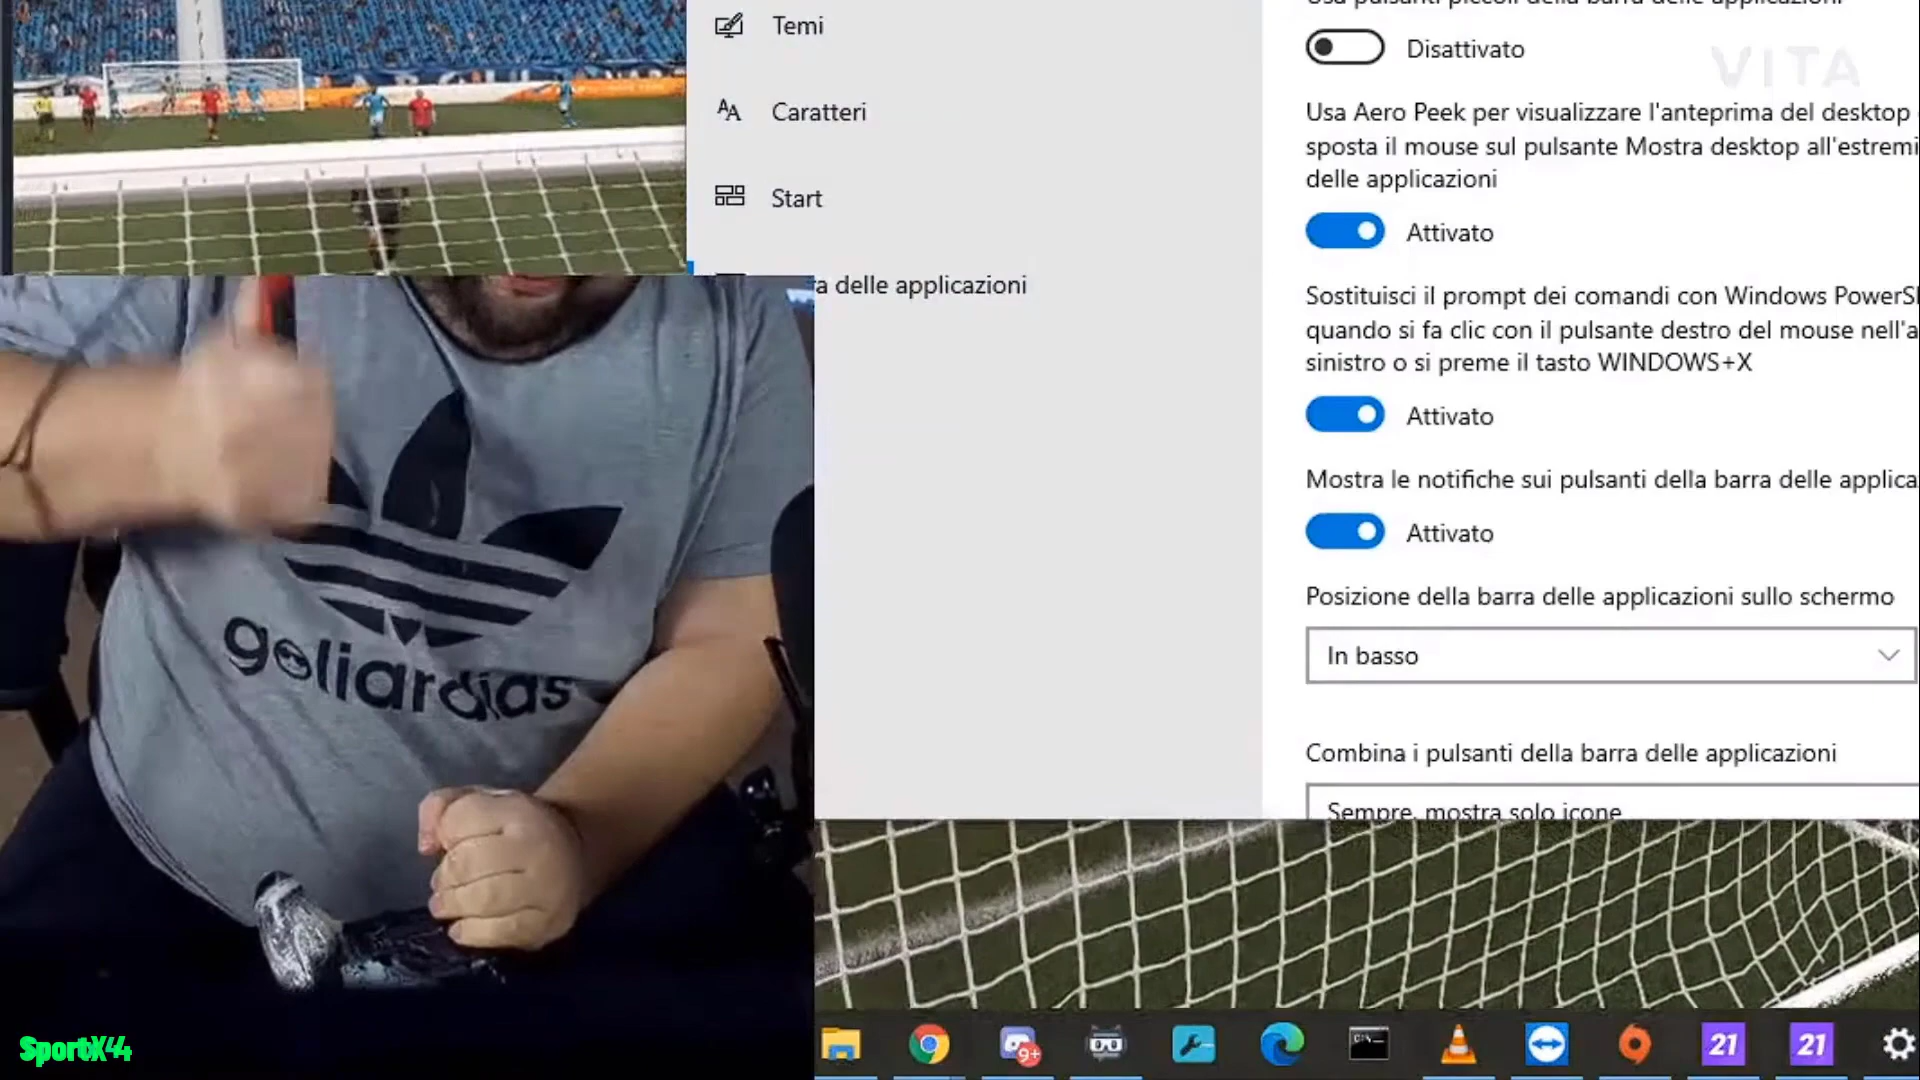 Temi
Caratteri
Start
delle applicazioni
Disattivato
VITA
Usa Aero Peek per visualizzare l'anteprima del desktop
sposta il mouse sul pulsante Mostra desktop all'estremi
delle applicazioni
Attivato
Sostituisci il prompt dei comandi con Windows PowerS
quando si fa clic con il pulsante destro del mouse nell'a
sinistro o si preme il tasto WINDOWS+X
Attivato
Mostra le notifiche sui pulsanti della barra delle applica
Attivato
Posizione della barra delle applicazioni sullo schermo
In basso
Combina i pulsanti della barra delle applicazioni
Sempre, mostra solo icone
goliardias
SportX44
9+
21
21